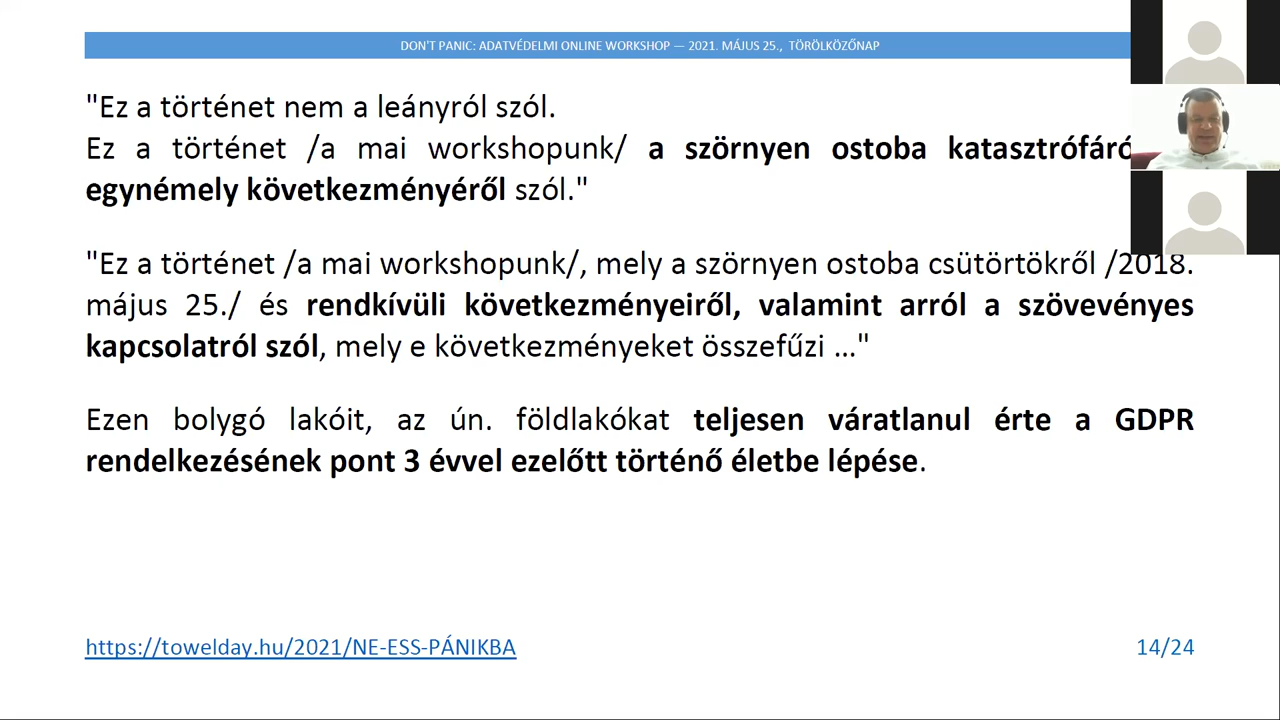 DON'T PANIC: ADATVÉDELMI ONLINE WORKSHOP — 2021. MÁJUS 25., TÖRÖLKÖZŐNAP
"Ez a történet nem a leányról szól.
Ez a történet /a mai workshopunk/ a szörnyen ostoba
egynémely következményéről szól."
"Ez a történet /a mai workshopunk/, mely a szörnyen ostoba csütörtökről /2018.
május 25./ és rendkívüli következményeiről, valamint arról a szövevényes
kapcsolatról szól, mely e következményeket összefűzi ..."
Ezen bolygó lakóit, az ún. földlakókat teljesen váratlanul érte a GDPR
rendelkezésének pont 3 évvel ezelőtt történő életbe lépése.
https://towelday.hu/2021/NE-ESS-PÁNIKBA
14/24